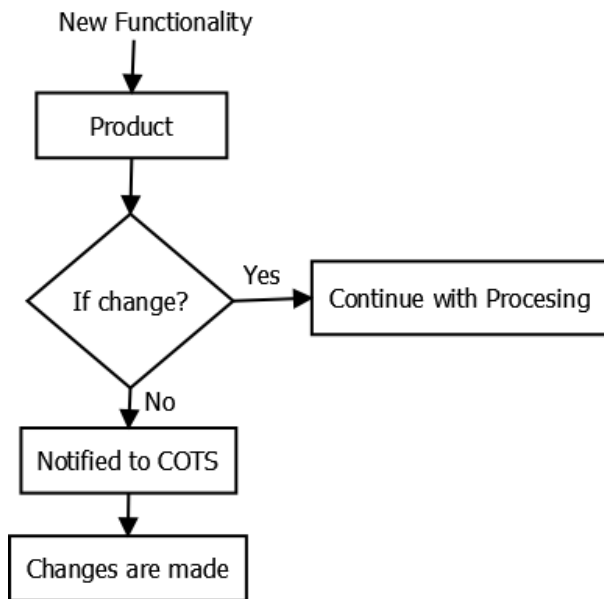 New Functionality
Product
If change?
Yes
Continue with Procesing
No
Notified to COTS
Changes are made